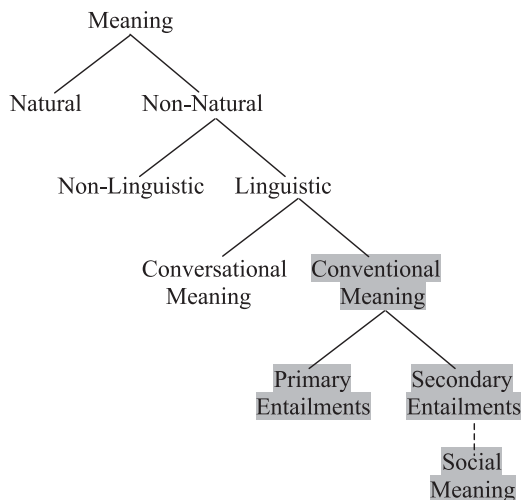 Meaning
Natural Non-Natural
Non-Linguistic Linguistic
Conversational Meaning
Conventional Meaning
Primary Entailments
Secondary Entailments
Social Meaning